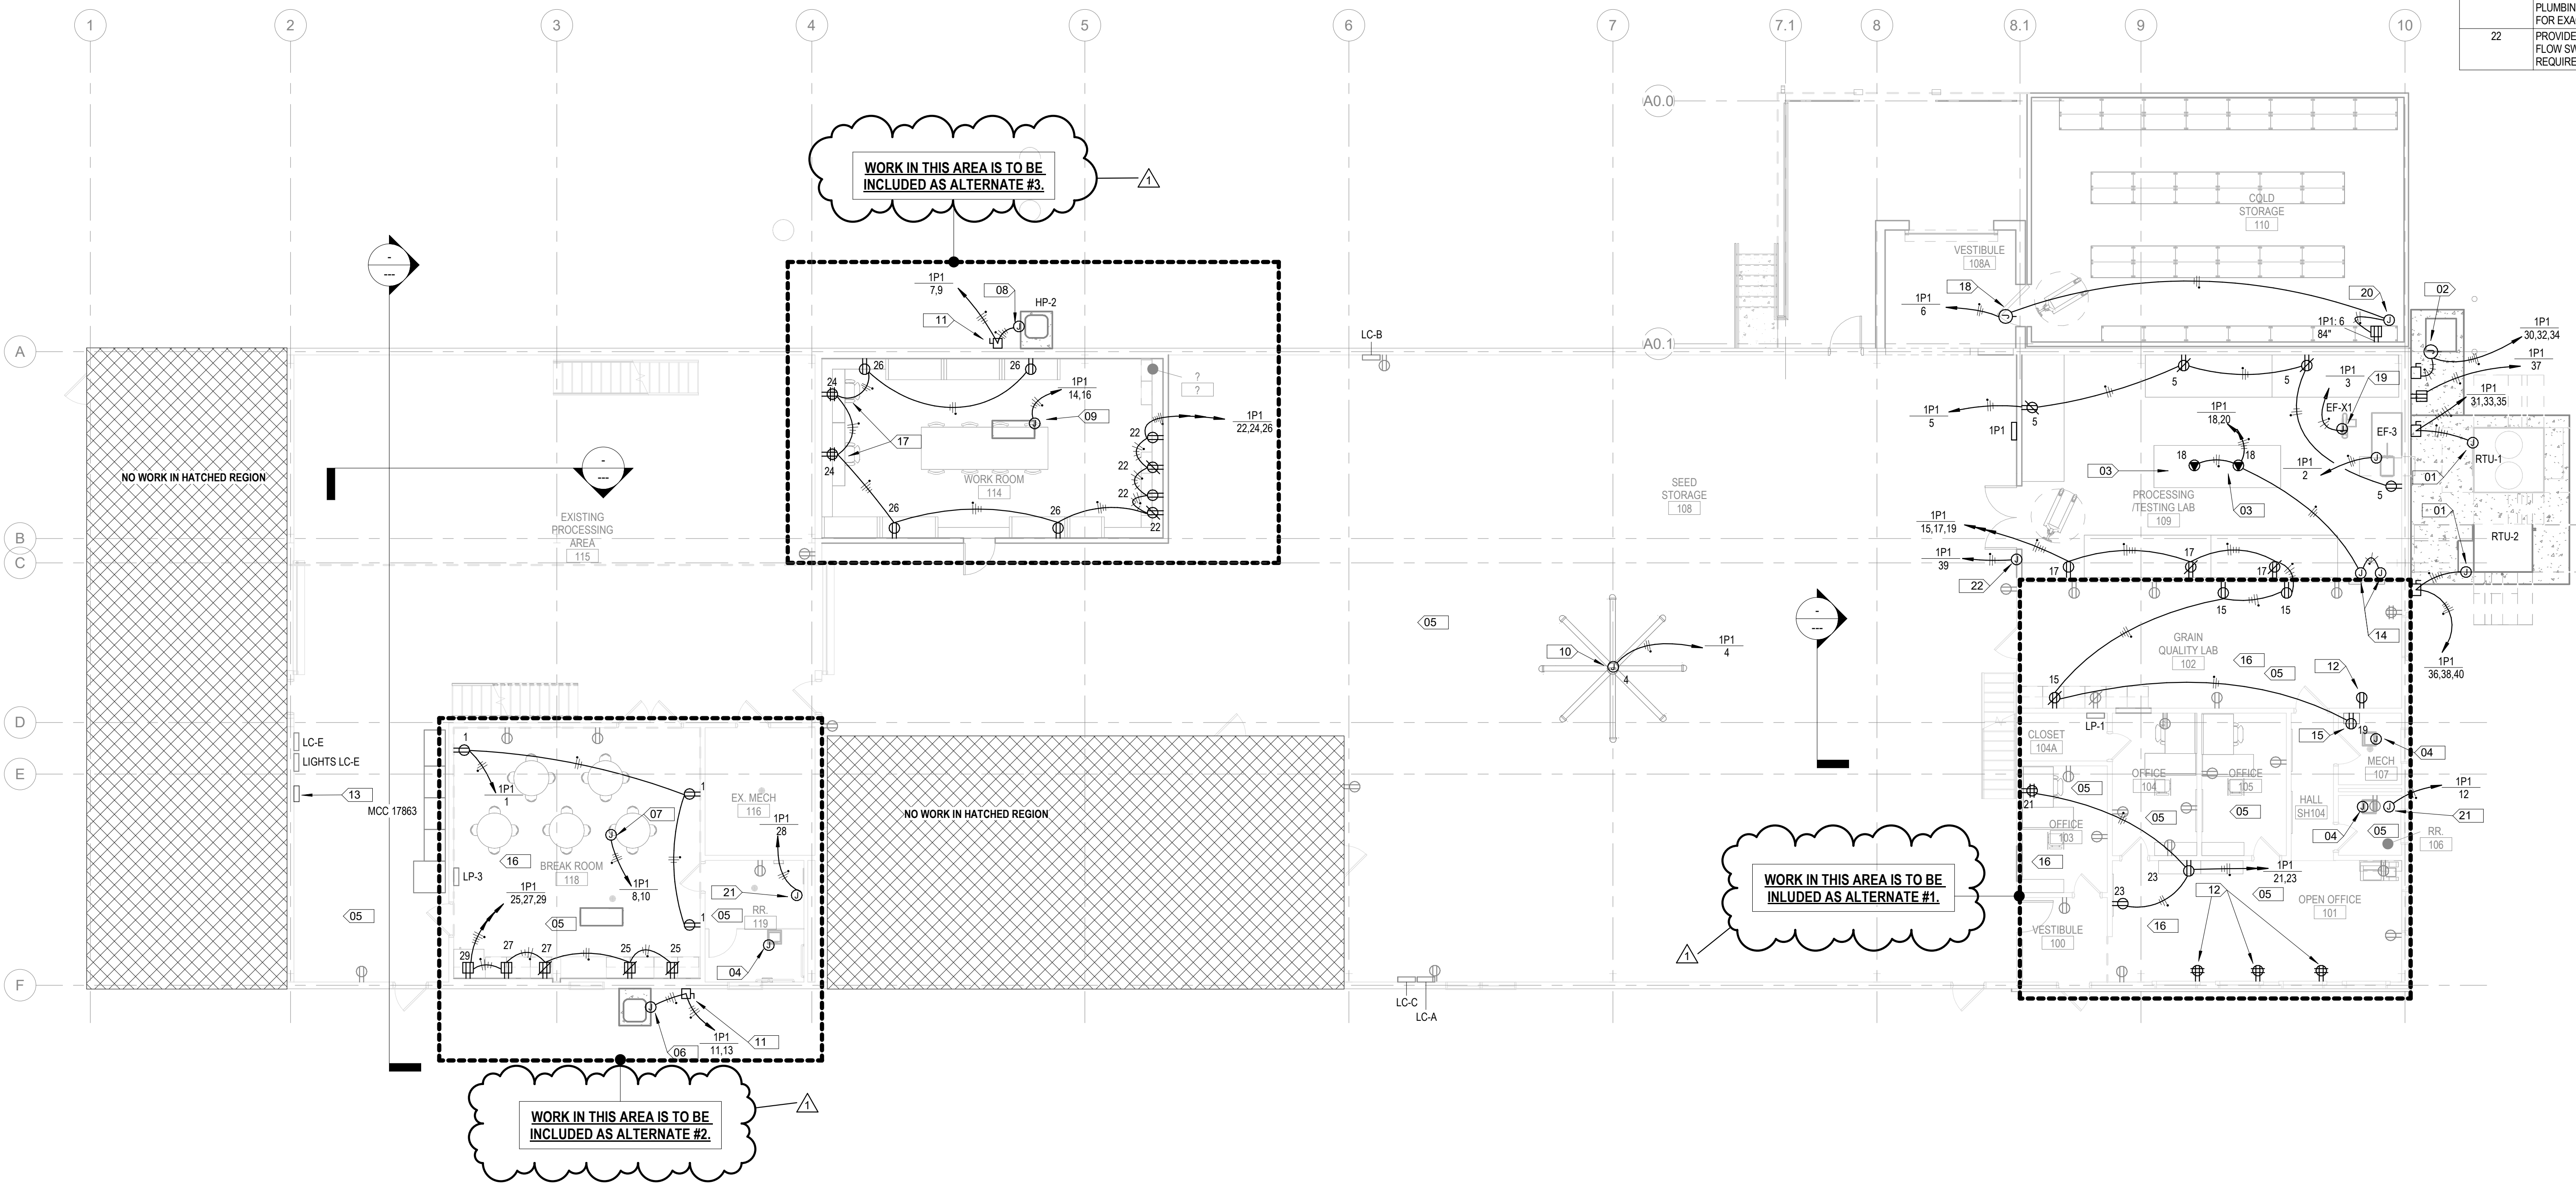 1
2
3
4
5
6
7
7.1
8
8.1
9
10
PLUMBIN
FOR EXA
22
PROVIDE
FLOW SW
REQUIRE
A0.0
WORK IN THIS AREA IS TO BE
INCLUDED AS ALTERNATE #3.
1
COLD
STORAGE
110
VESTIBULE
108A
-
---
1P1
7,9
08
HP-2
11
18
1P1
6
20
02
1P1: 6
84"
1P1
30,32,34
1P1
37
1P1
31,33,35
A
LC-B
A0.1
26
26
24
24
17
1P1
14,16
09
?
?
22
22
22
22
1P1
22,24,26
WORK ROOM
114
26
26
5
5
5
5
1P1
5
1P1
3
19
EF-X1
1P1
18,20
EF-3
1P1
18
18
03
03
1P1
2
RTU-1
01
01
RTU-2
NO WORK IN HATCHED REGION
-
---
EXISTING
PROCESSING
AREA
115
SEED
STORAGE
108
PROCESSING
/TESTING LAB
109
1P1
15,17,19
1P1
39
22
17
17
17
B
C
15
15
14
1P1
36,38,40
05
-
---
10
4
1P1
4
GRAIN
QUALITY LAB
102
16
05
12
15
D
LP-1
15
19
04
CLOSET
104A
MECH
107
LC-E
LIGHTS LC-E
13
MCC 17863
E
1
1P1
1
1
07
EX. MECH
116
1P1
28
NO WORK IN HATCHED REGION
OFFICE
104
OFFICE
105
05
21
05
05
HALL
SH104
1P1
12
21
04
05
RR.
106
OFFICE
103
16
BREAK ROOM
118
16
LP-3
1P1
25,27,29
1P1
8,10
21
05
05
1
05
RR.
119
04
29
27
27
25
25
WORK IN THIS AREA IS TO BE
INLUDED AS ALTERNATE #1.
1
23
23
1P1
21,23
12
05
OPEN OFFICE
101
VESTIBULE
100
16
F
LC-C
LC-A
06
1P1
11,13
11
WORK IN THIS AREA IS TO BE
INCLUDED AS ALTERNATE #2.
1